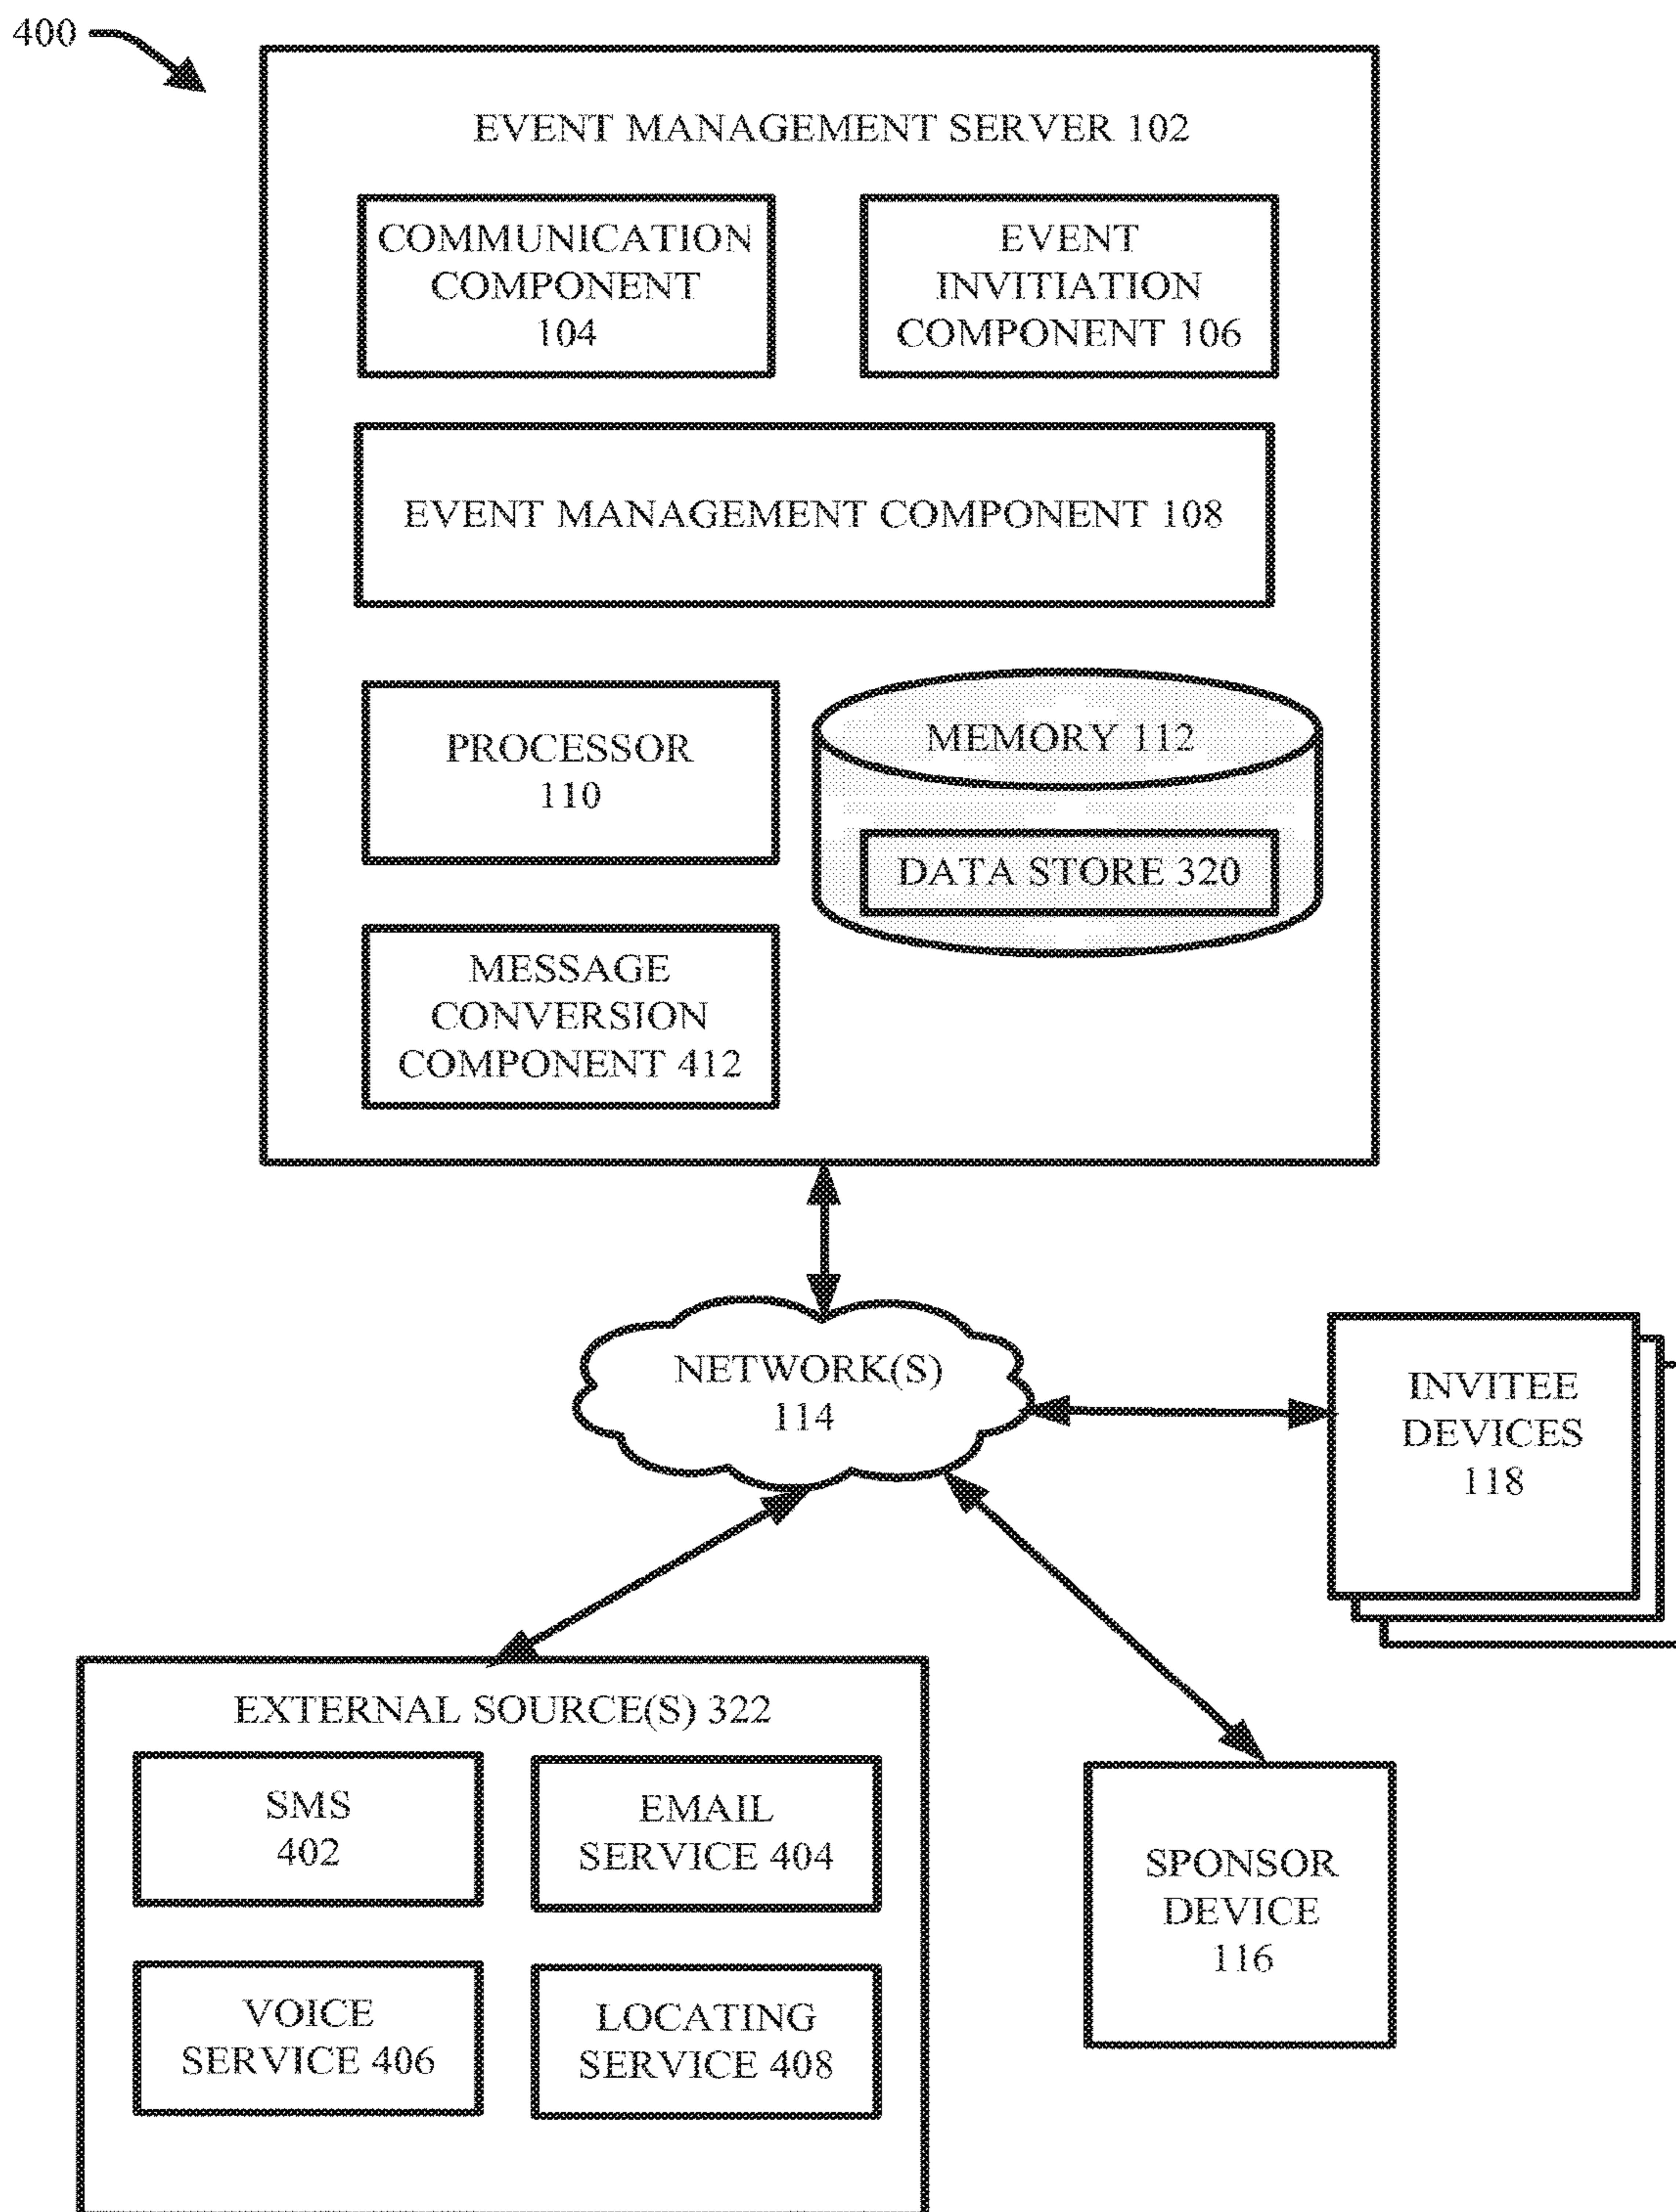 400
EVENT MANAGEMENT SERVER 102
COMMUNICATION
COMPONENT
104
EVENT
INVITIATION
COMPONENT 106
EVENT MANAGEMENT COMPONENT 108
PROCESSOR
110
MEMORY 112
DATA STORE 320
MESSAGE
CONVERSION
COMPONENT 412
NETWORK(S)
114
INVITEE
DEVICES
118
EXTERNAL SOURCE(S) 322
SMS
402
EMAIL
SERVICE 404
VOICE
SERVICE 406
LOCATING
SERVICE 408
SPONSOR
DEVICE
116